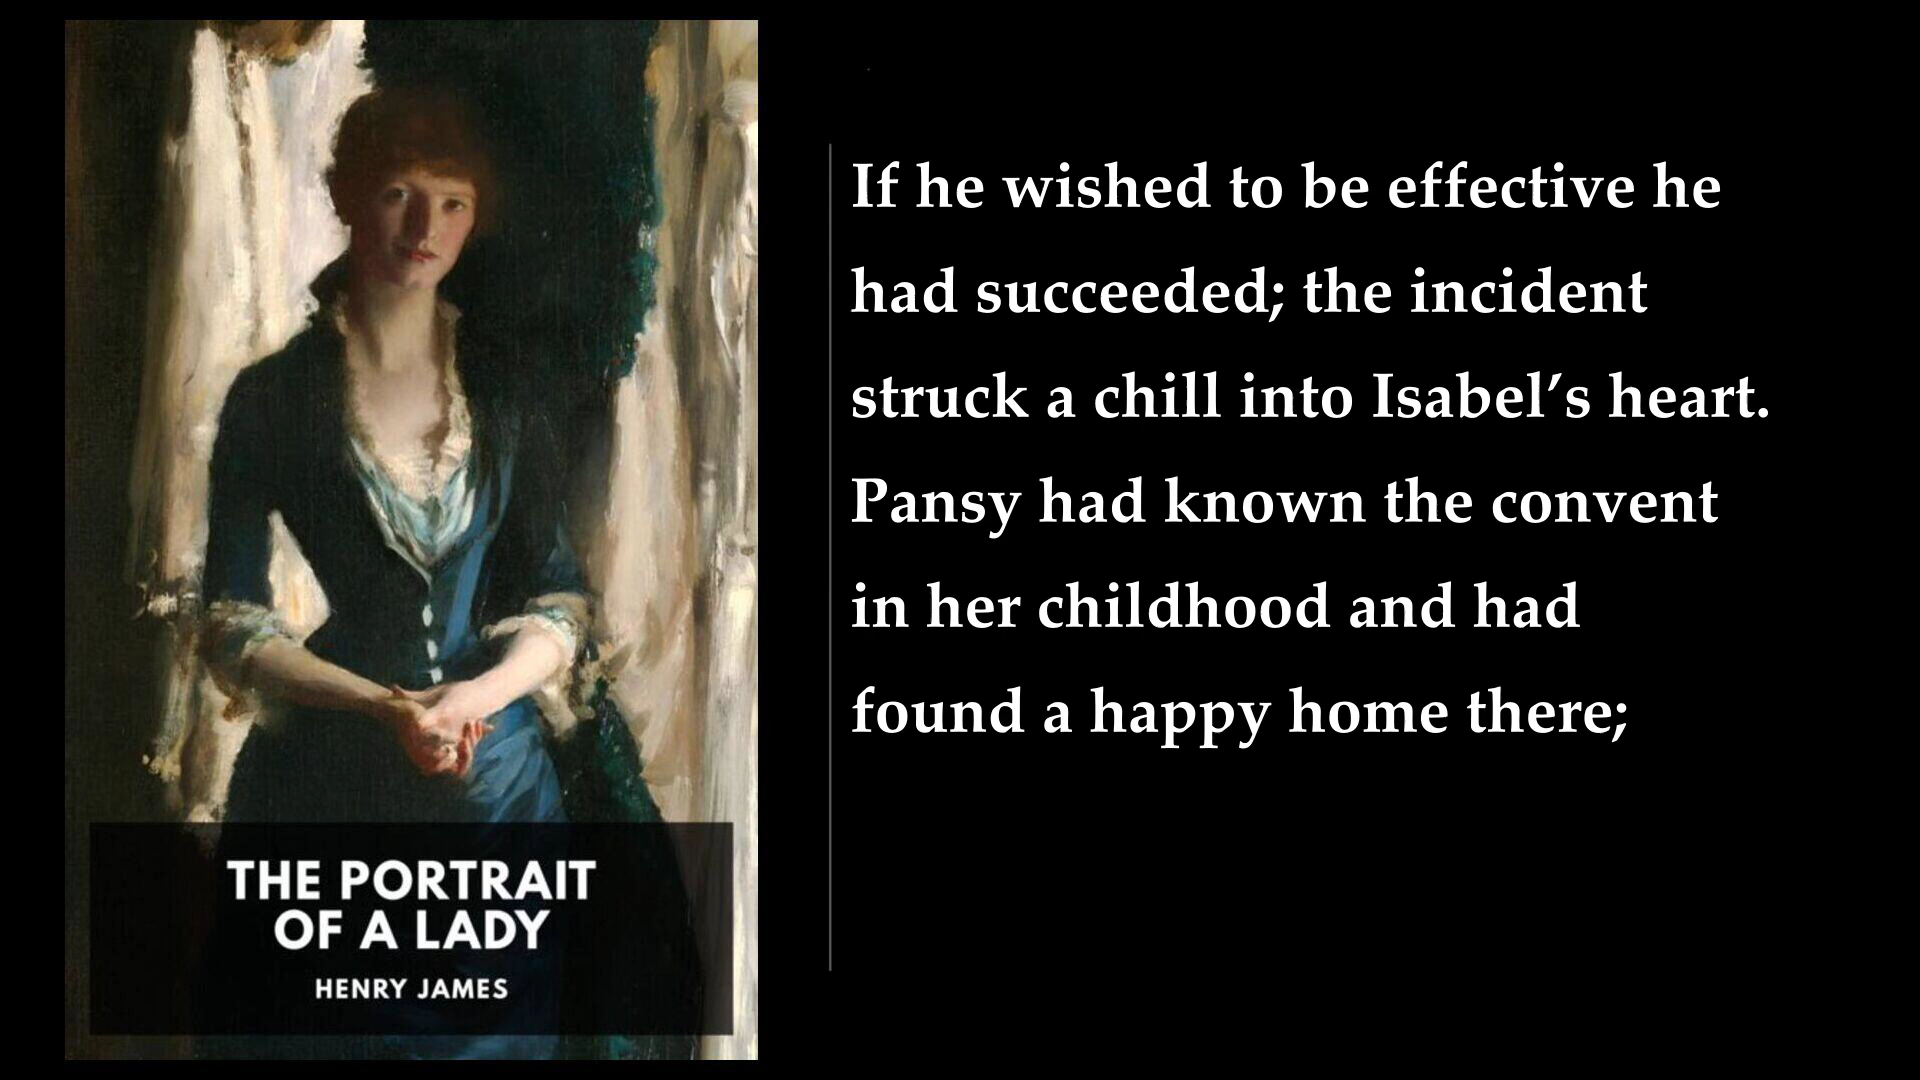 If he wished to be effective he
had succeeded; the incident
struck a chill into Isabel’s heart.
Pansy had known the convent
in her childhood and had
found a happy home there;
THE PORTRAIT
OF A LADY
HENRY JAMES